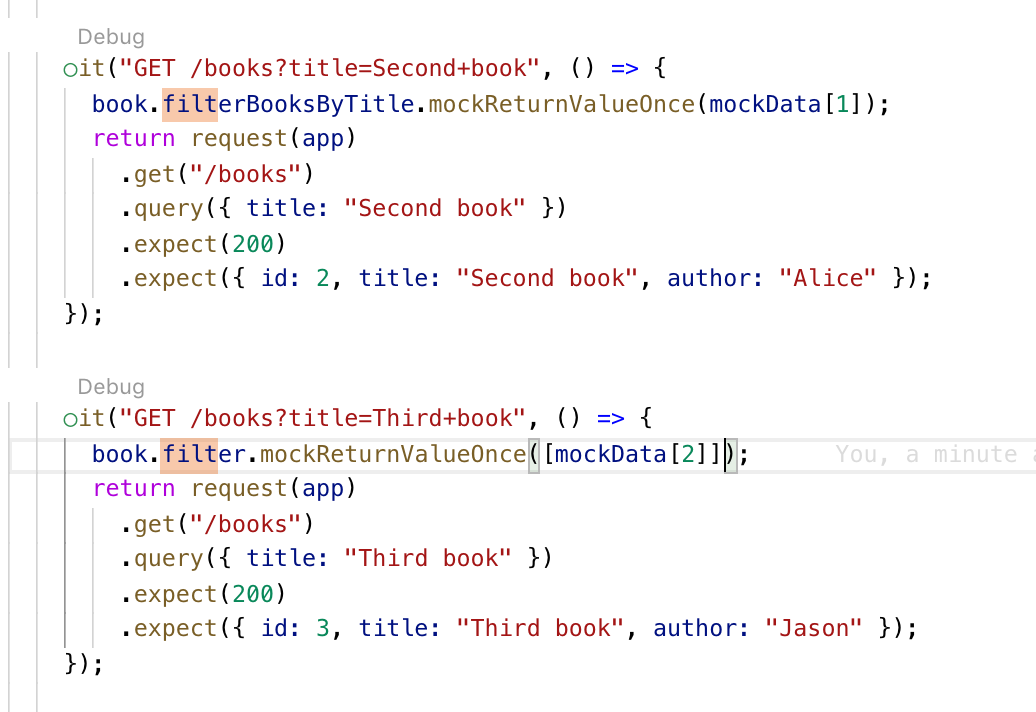 Debug
it("GET /books?title=Second+book", () => {
book.filterBooksByTitle.mockReturnValueOnce(mockData[1]);
return request(app)
.get("/books")
.query({ title: "Second book" })
.expect(200)
.expect({ id: 2, title: "Second book", author: "Alice" });
});
Debug
it("GET /books?title=Third+book", () => {
book.filter.mockReturnValueOnce([mockData[2]]); You, a minute a
return request(app)
.get("/books")
.query({ title: "Third book" })
.expect(200)
.expect({ id: 3, title: "Third book", author: "Jason" });
});